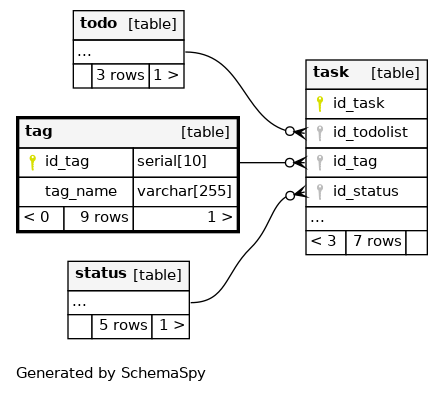 todo [table]
...
3 rows 1 >
tag [table]
id_tag serial[10]
tag_name varchar[255]
< 0 9 rows 1 >
status [table]
...
5 rows 1 >
task [table]
id_task
id_todolist
id_tag
id_status
...
< 3 7 rows
Generated by SchemaSpy